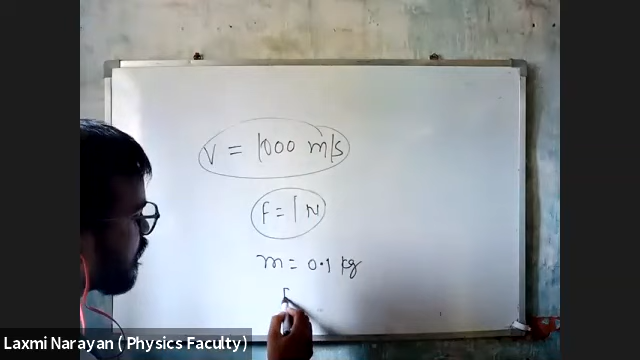 v = 1000 m/s
F = 1 N
m = 0.1 kg
Laxmi Narayan ( Physics Faculty)